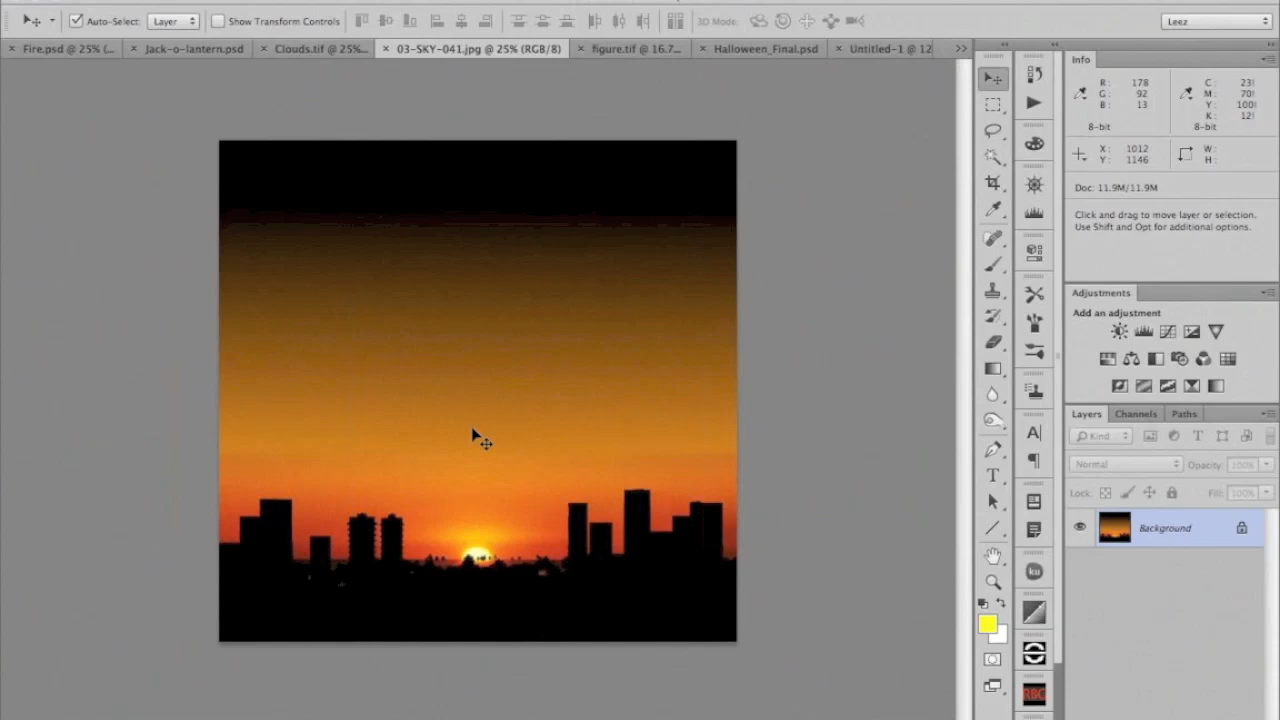 Auto-Select: Layer Show Transform Controls 3D Mode: Leez
× Fire.psd @ 25% (... × Jack-o-lantern.psd × Clouds.tif @ 25%... × 03-SKY-041.jpg @ 25% (RGB/8) × figure.tif @ 16.7... × Halloween_Final.psd × Untitled-1 @ 12 >>
Info
R: 178 C: 23!
G: 92 M: 70!
B: 13 Y: 100!
K: 12!
8-bit 8-bit
X: 1012 W:
Y: 1146 H:
Doc: 11.9M/11.9M
Click and drag to move layer or selection.
Use Shift and Opt for additional options.
Adjustments
Add an adjustment
Layers Channels Paths
Kind
Normal Opacity: 100%
Lock: Fill: 100%
Background
A
¶
T
ku
RBG